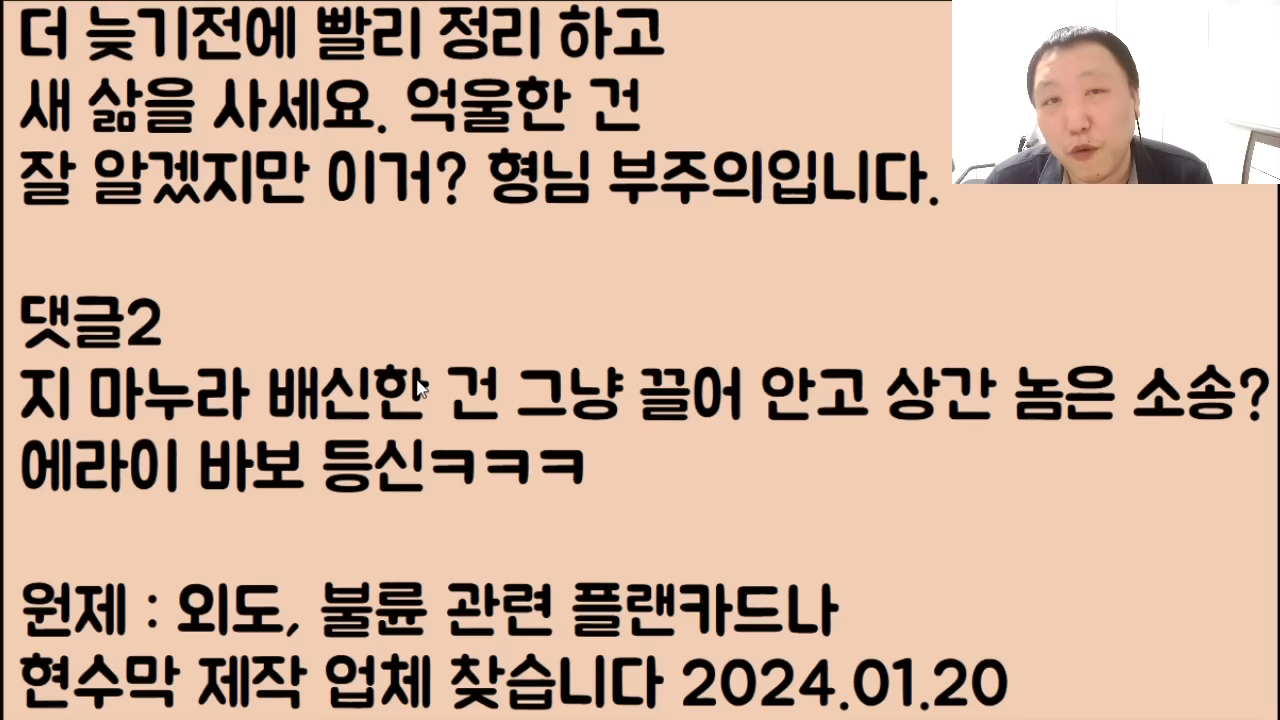 더 늦기전에 빨리 정리 하고
새 삶을 사세요. 억울한 건
잘 알겠지만 이거? 형님 부주의입니다.
댓글2
지 마누라 배신한 건 그냥 끌어 안고 상간 놈은 소송?
에라이 바보 등신ㅋㅋㅋ
원제 : 외도, 불륜 관련 플랜카드나
현수막 제작 업체 찾습니다 2024.01.20